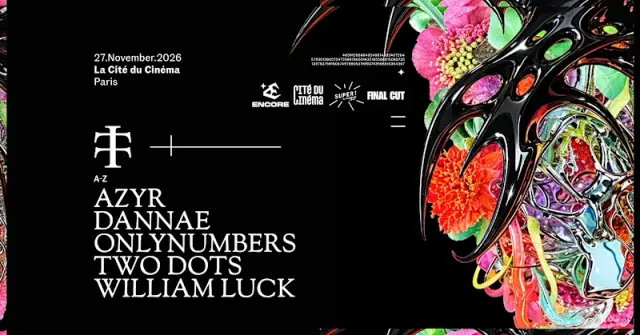 27.November.2026
La Cité du Cinéma
Paris
ENCORE
CITÉ DU CINÉMA
SUPER!
FINAL CUT
A-Z
AZYR
DANNAE
ONLYNUMBERS
TWO DOTS
WILLIAM LUCK